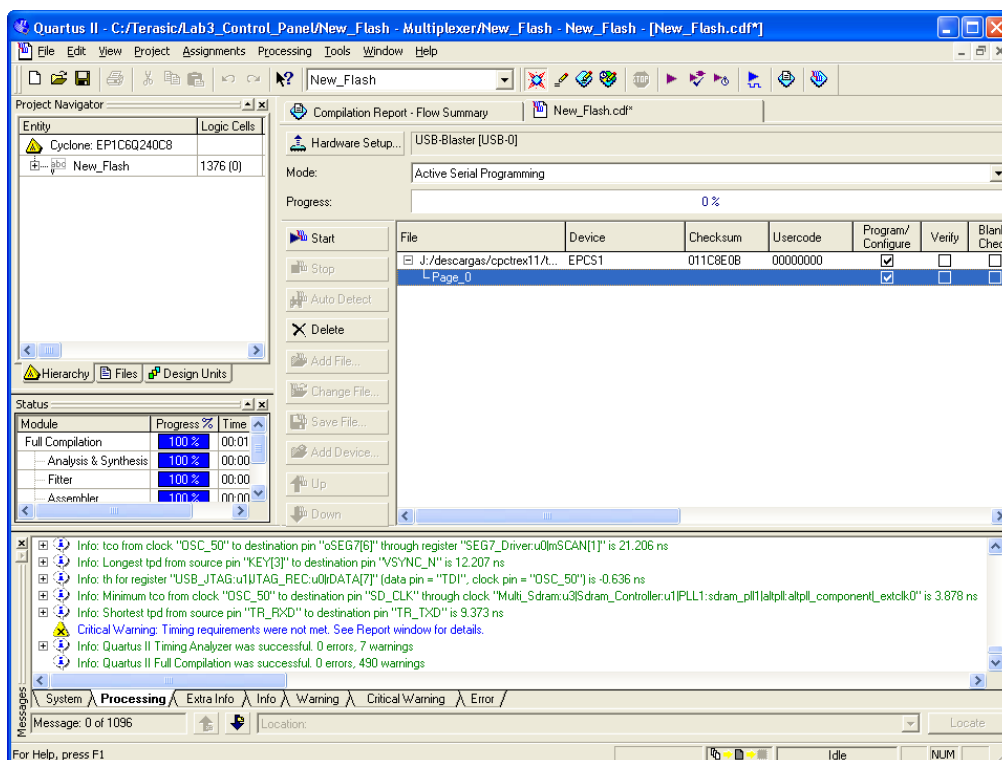 Quartus II - C:/Terasic/Lab3_Control_Panel/New_Flash - Multiplexer/New_Flash - New_Flash - [New_Flash.cdf*]
File Edit View Project Assignments Processing Tools Window Help
New_Flash
Project Navigator
Entity Logic Cells
Cyclone: EP1C6Q240C8
abc New_Flash 1376 (0)
Hierarchy Files Design Units
Status
Module Progress % Time
Full Compilation 100 % 00:01
Analysis & Synthesis 100 % 00:00
Fitter 100 % 00:00
Assembler 100 % 00:00
Compilation Report - Flow Summary New_Flash.cdf*
Hardware Setup... USB-Blaster [USB-0]
Mode: Active Serial Programming
Progress: 0 %
Start
Stop
Auto Detect
Delete
Add File...
Change File...
Save File...
Add Device...
Up
Down
File Device Checksum Usercode Program/ Configure Verify Blank Chec
J:/descargas/cpctrex11/t... EPCS1 011C8E0B 00000000
Page_0
Info: tco from clock "OSC_50" to destination pin "oSEG7[6]" through register "SEG7_Driver:u0|mSCAN[1]" is 21.206 ns
Info: Longest tpd from source pin "KEY[3]" to destination pin "VSYNC_N" is 12.207 ns
Info: th for register "USB_JTAG:u1|JTAG_REC:u0|rDATA[7]" (data pin = "TDI", clock pin = "OSC_50") is -0.636 ns
Info: Minimum tco from clock "OSC_50" to destination pin "SD_CLK" through clock "Multi_Sdram:u3|Sdram_Controller:u1|PLL1:sdram_pll1|altpll:altpll_component|_extclk0" is 3.878 ns
Info: Shortest tpd from source pin "TR_RXD" to destination pin "TR_TXD" is 9.373 ns
Critical Warning: Timing requirements were not met. See Report window for details.
Info: Quartus II Timing Analyzer was successful. 0 errors, 7 warnings
Info: Quartus II Full Compilation was successful. 0 errors, 490 warnings
Messages
System Processing Extra Info Info Warning Critical Warning Error
Message: 0 of 1096 Location: Locate
For Help, press F1 Idle NUM